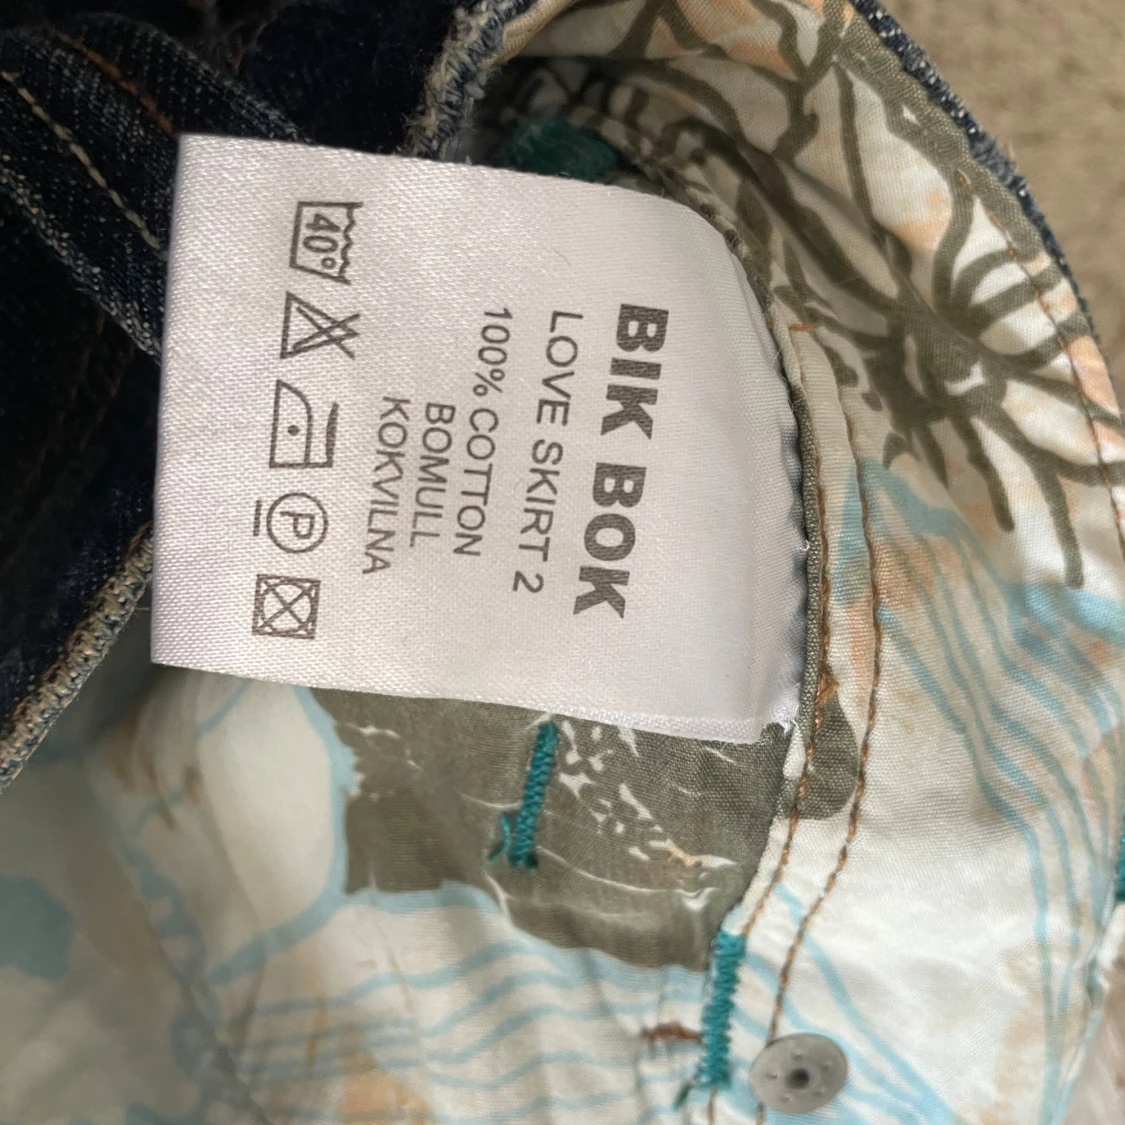 BIK BOK
LOVE SKIRT 2
100% COTTON
BOMULL
KOKVILNA
40°
P